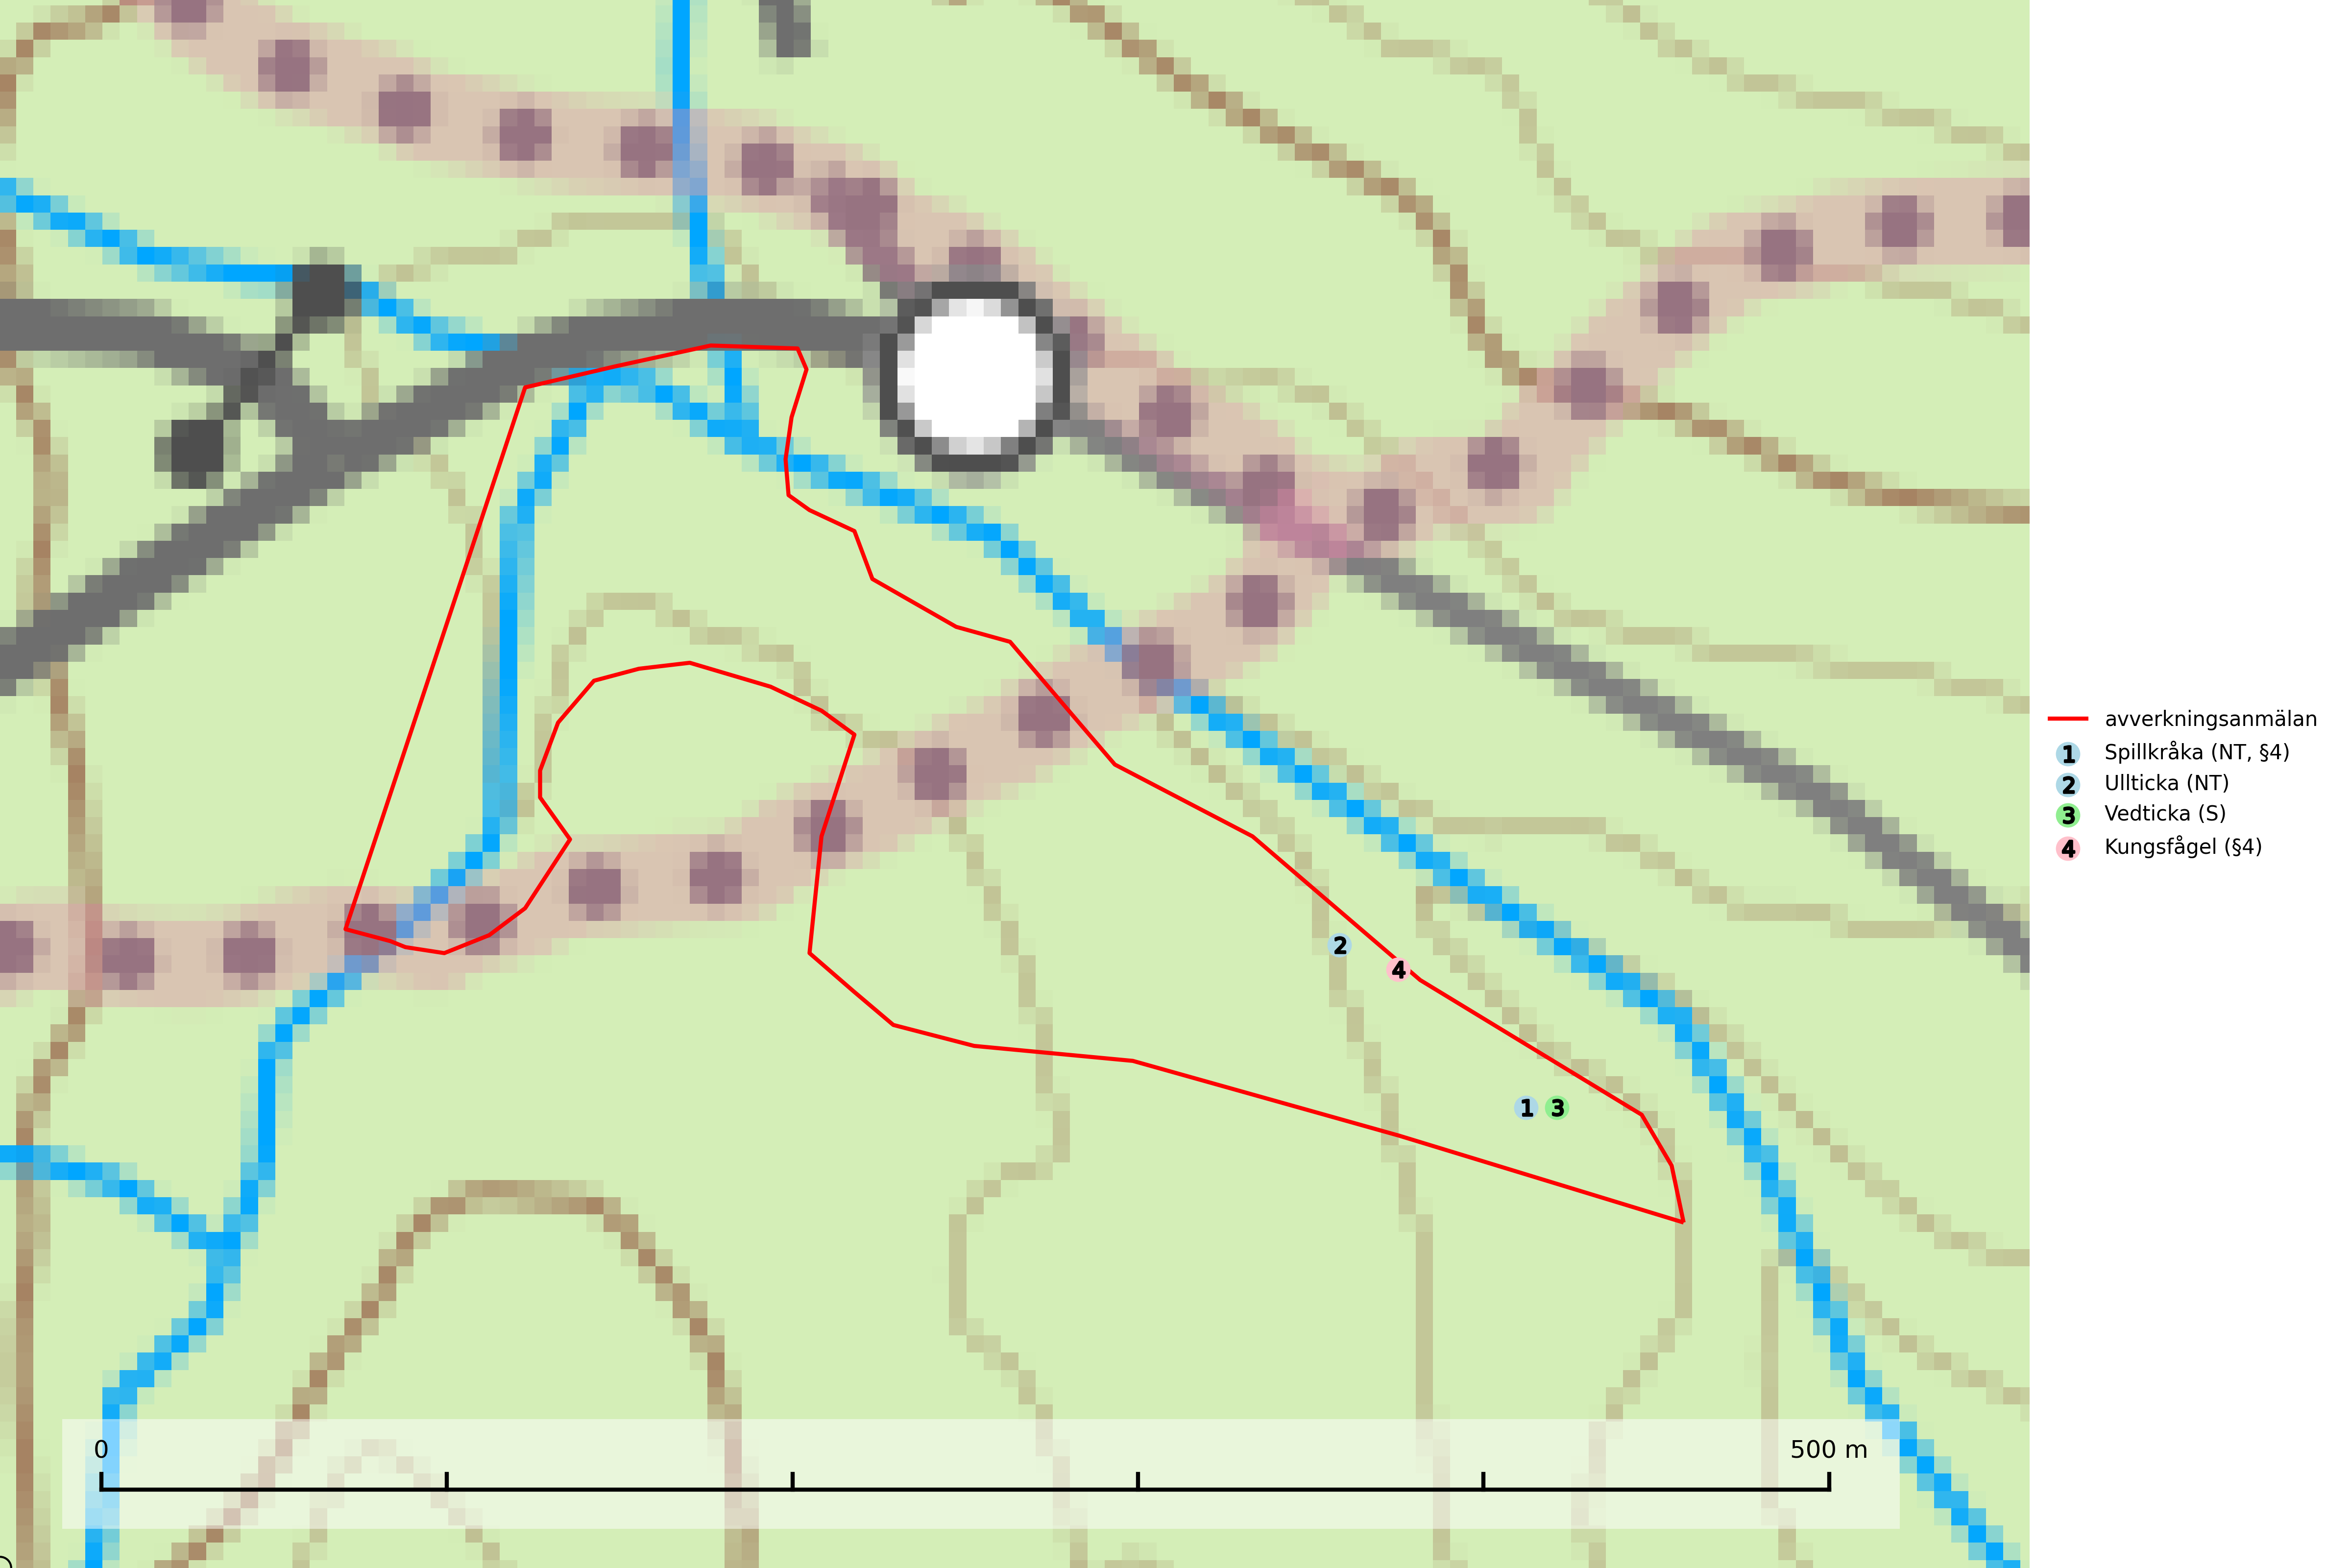 avverkningsanmälan
1 Spillkråka (NT, §4)
2 Ullticka (NT)
3 Vedticka (S)
4 Kungsfågel (§4)
2
4
1 3
0 500 m